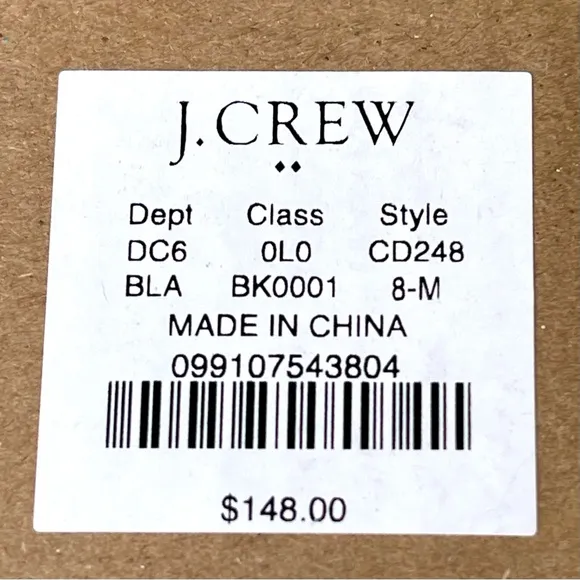 J.CREW
Dept Class Style
DC6 0L0 CD248
BLA BK0001 8-M
MADE IN CHINA
099107543804
$148.00